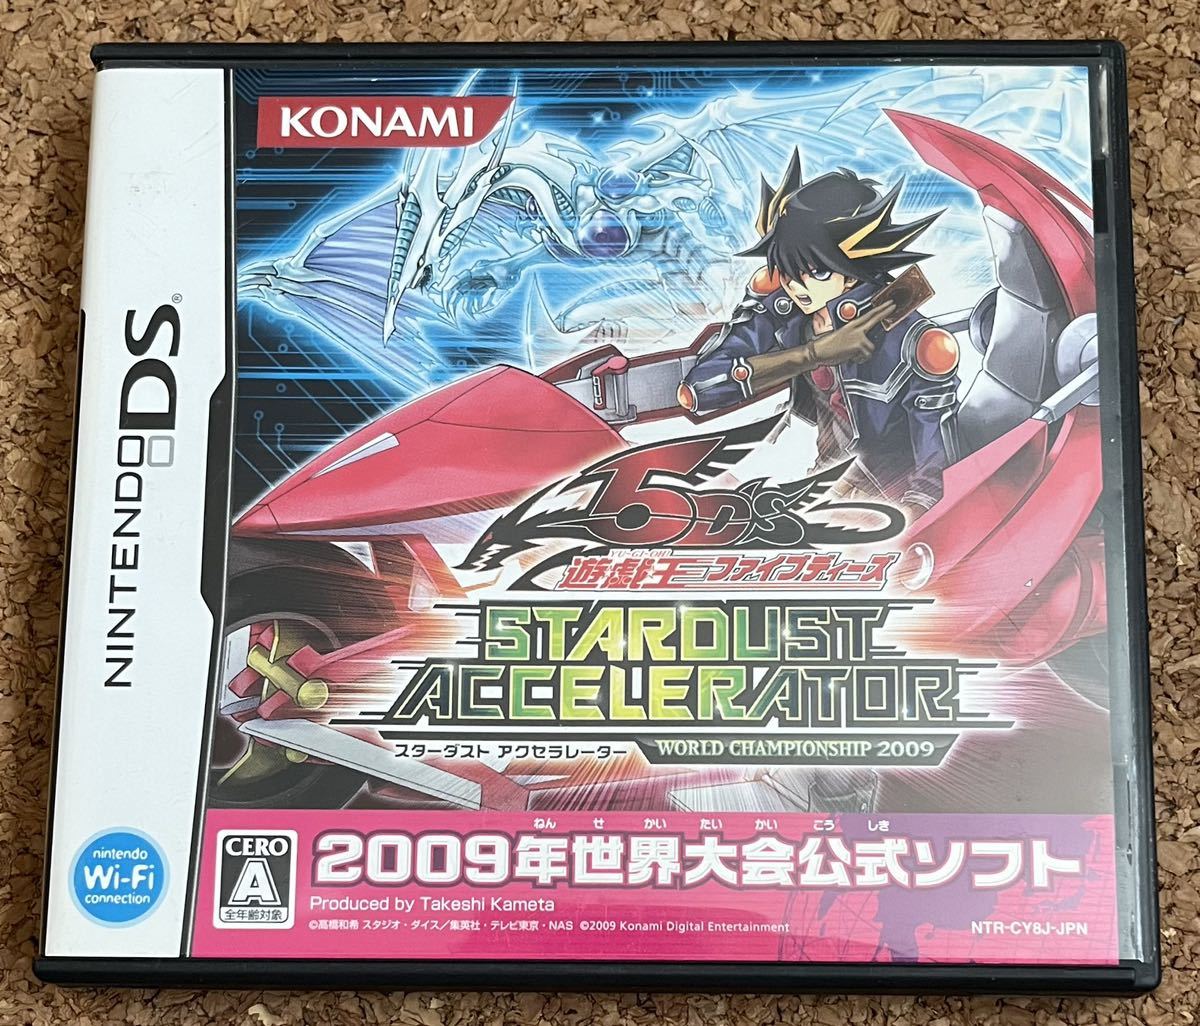 KONAMI
NINTENDO DS®
5D'S
YU-GI-OH!
遊戯王ファイブディーズ
STARDUST
ACCELERATOR
スターダスト アクセラレーター
WORLD CHAMPIONSHIP 2009
nintendo
Wi-Fi
connection
CERO
A
全年齢対象
ねん せ かい たい かい こう しき
2009年世界大会公式ソフト
Produced by Takeshi Kameta
©高橋和希 スタジオ・ダイス／集英社・テレビ東京・NAS ©2009 Konami Digital Entertainment
NTR-CY8J-JPN